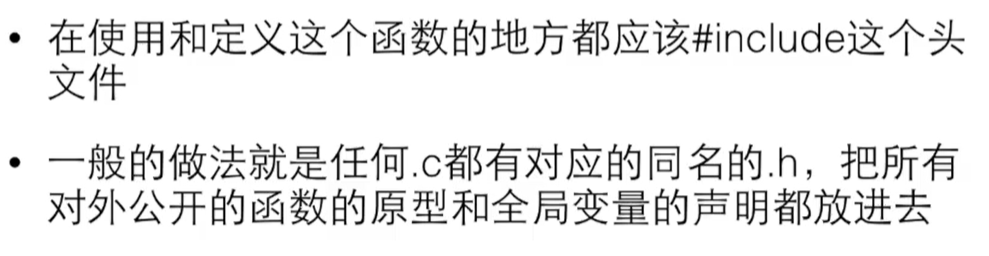 • 在使用和定义这个函数的地方都应该#include这个头
文件
• 一般的做法就是任何.c都有对应的同名的.h，把所有
对外公开的函数的原型和全局变量的声明都放进去